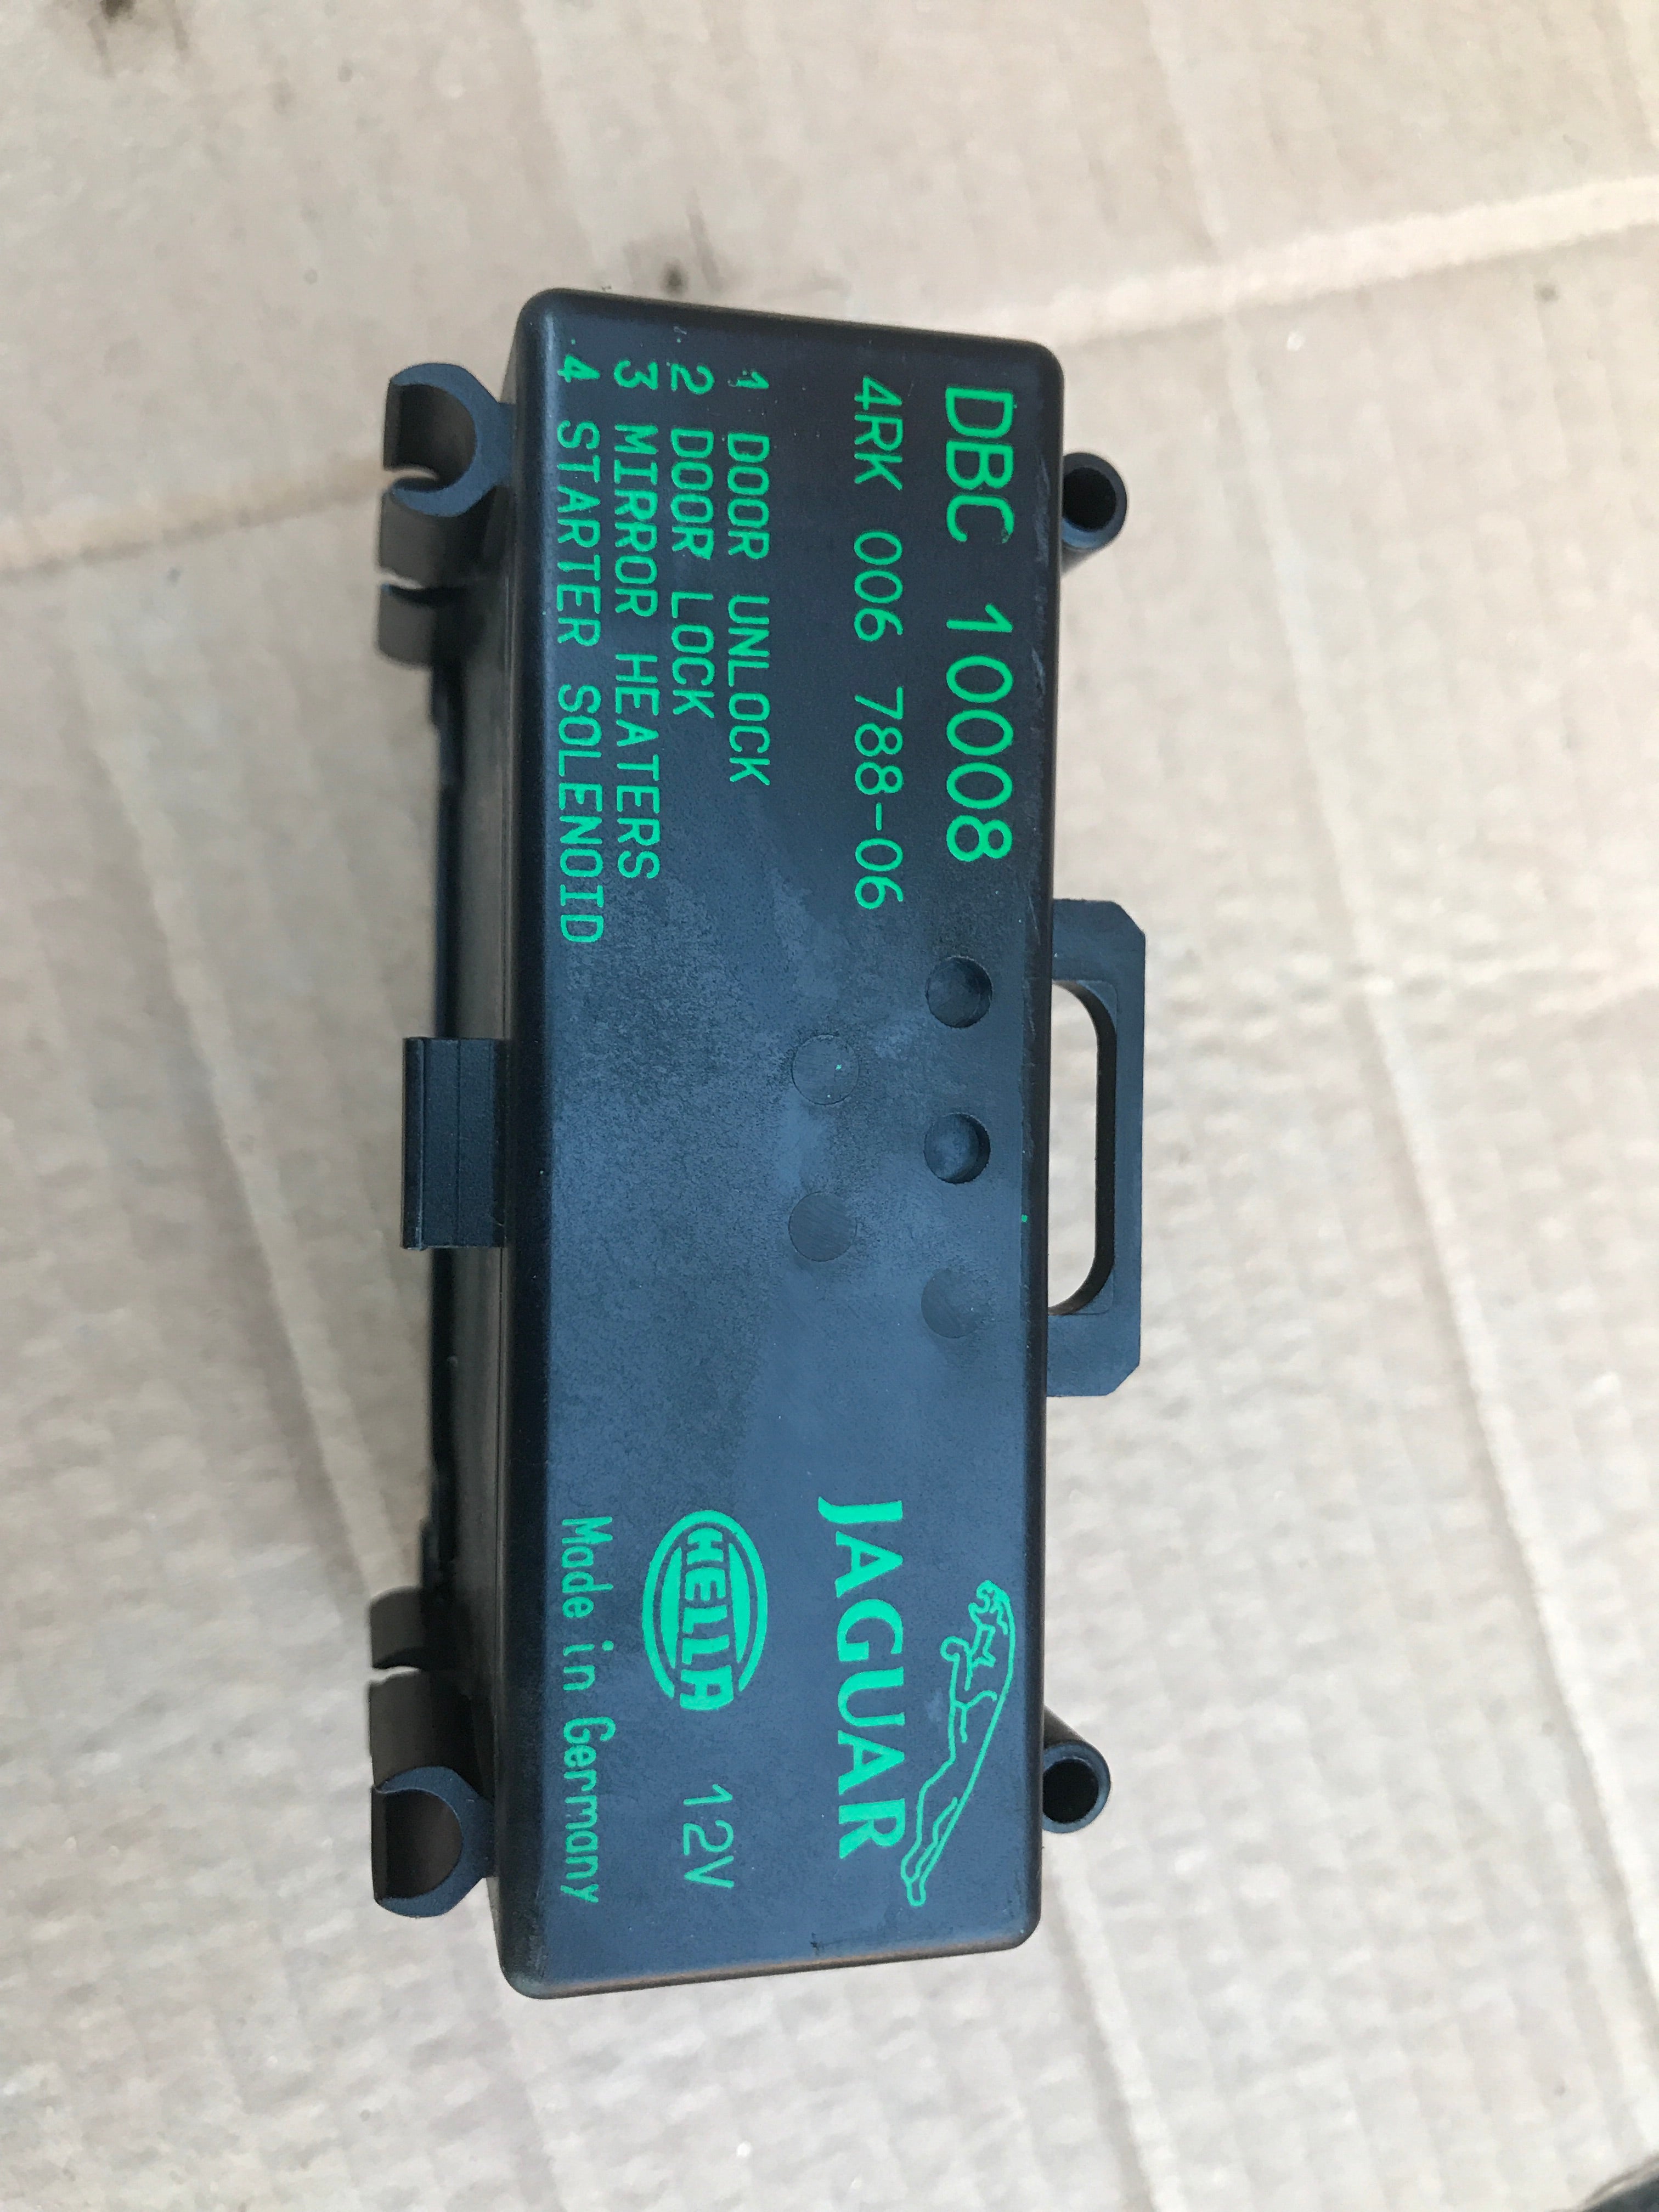 DBC 10008
4RK 006 788-06
1 DOOR UNLOCK
2 DOOR LOCK
3 MIRROR HEATERS
4 STARTER SOLENOID
JAGUAR
HELLA 12V
Made in Germany